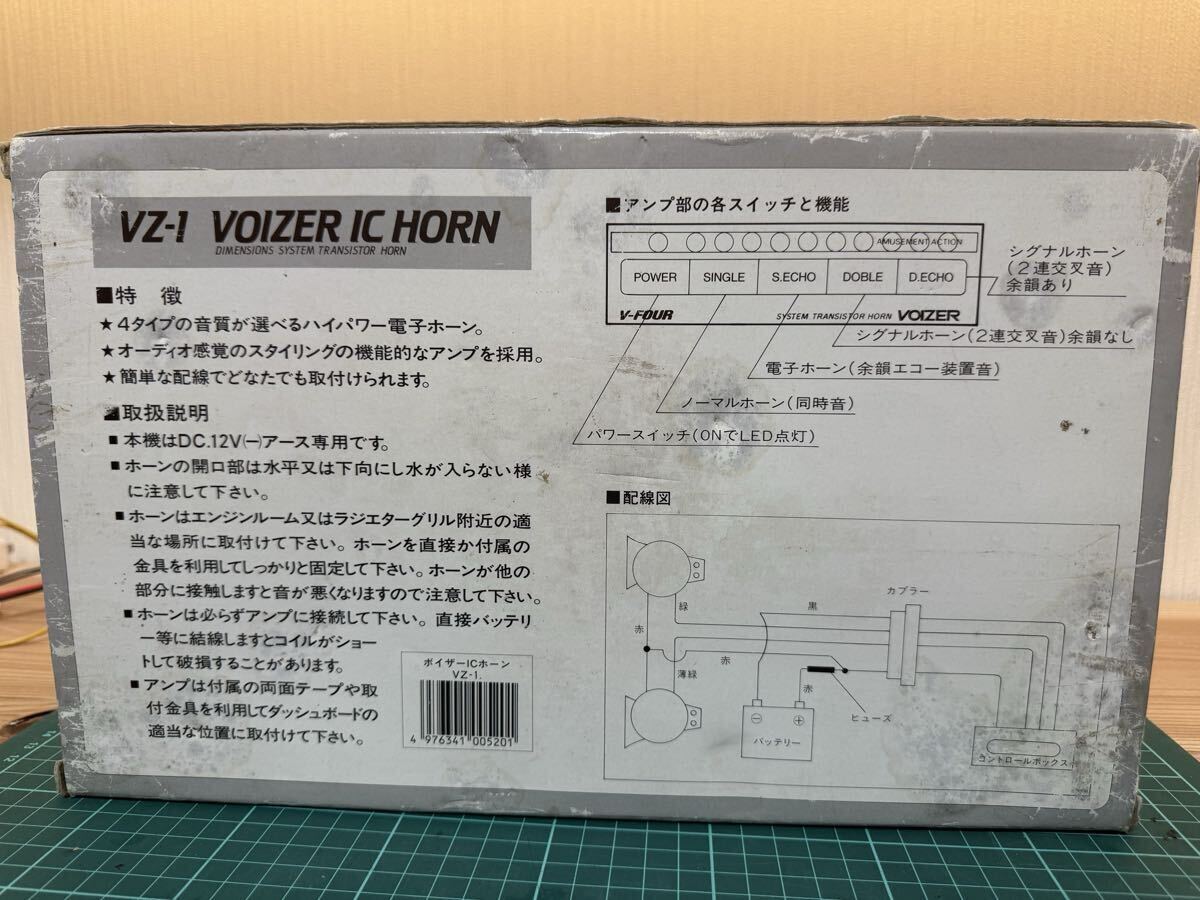 VZ-1 VOIZER IC HORN
DIMENSIONS SYSTEM TRANSISTOR HORN
■特 徴
★4タイプの音質が選べるハイパワー電子ホーン。
★オーディオ感覚のスタイリングの機能的なアンプを採用。
★簡単な配線でどなたでも取付けられます。
■取扱説明
■本機はDC.12V(−)アース専用です。
■ホーンの開口部は水平又は下向にし水が入らない様
に注意して下さい。
■ホーンはエンジンルーム又はラジエターグリル附近の適
当な場所に取付けて下さい。ホーンを直接か付属の
金具を利用してしっかりと固定して下さい。ホーンが他の
部分に接触しますと音が悪くなりますので注意して下さい。
■ホーンは必らずアンプに接続して下さい。直接バッテリ
ー等に結線しますとコイルがショー
トして破損することがあります。
■アンプは付属の両面テープや取
付金具を利用してダッシュボードの
適当な位置に取付けて下さい。
ボイザーICホーン
VZ-1.
4 976341 005201
■アンプ部の各スイッチと機能
AMUSEMENT ACTION
POWER SINGLE S.ECHO DOBLE D.ECHO
V-FOUR SYSTEM TRANSISTOR HORN VOIZER
シグナルホーン
(2連交叉音)
余韻あり
シグナルホーン(2連交叉音)余韻なし
電子ホーン(余韻エコー装置音)
ノーマルホーン(同時音)
パワースイッチ(ONでLED点灯)
■配線図
カプラー
緑
黒
赤
赤
薄緑
赤
ヒューズ
⊖ ⊕
バッテリー
コントロールボックス